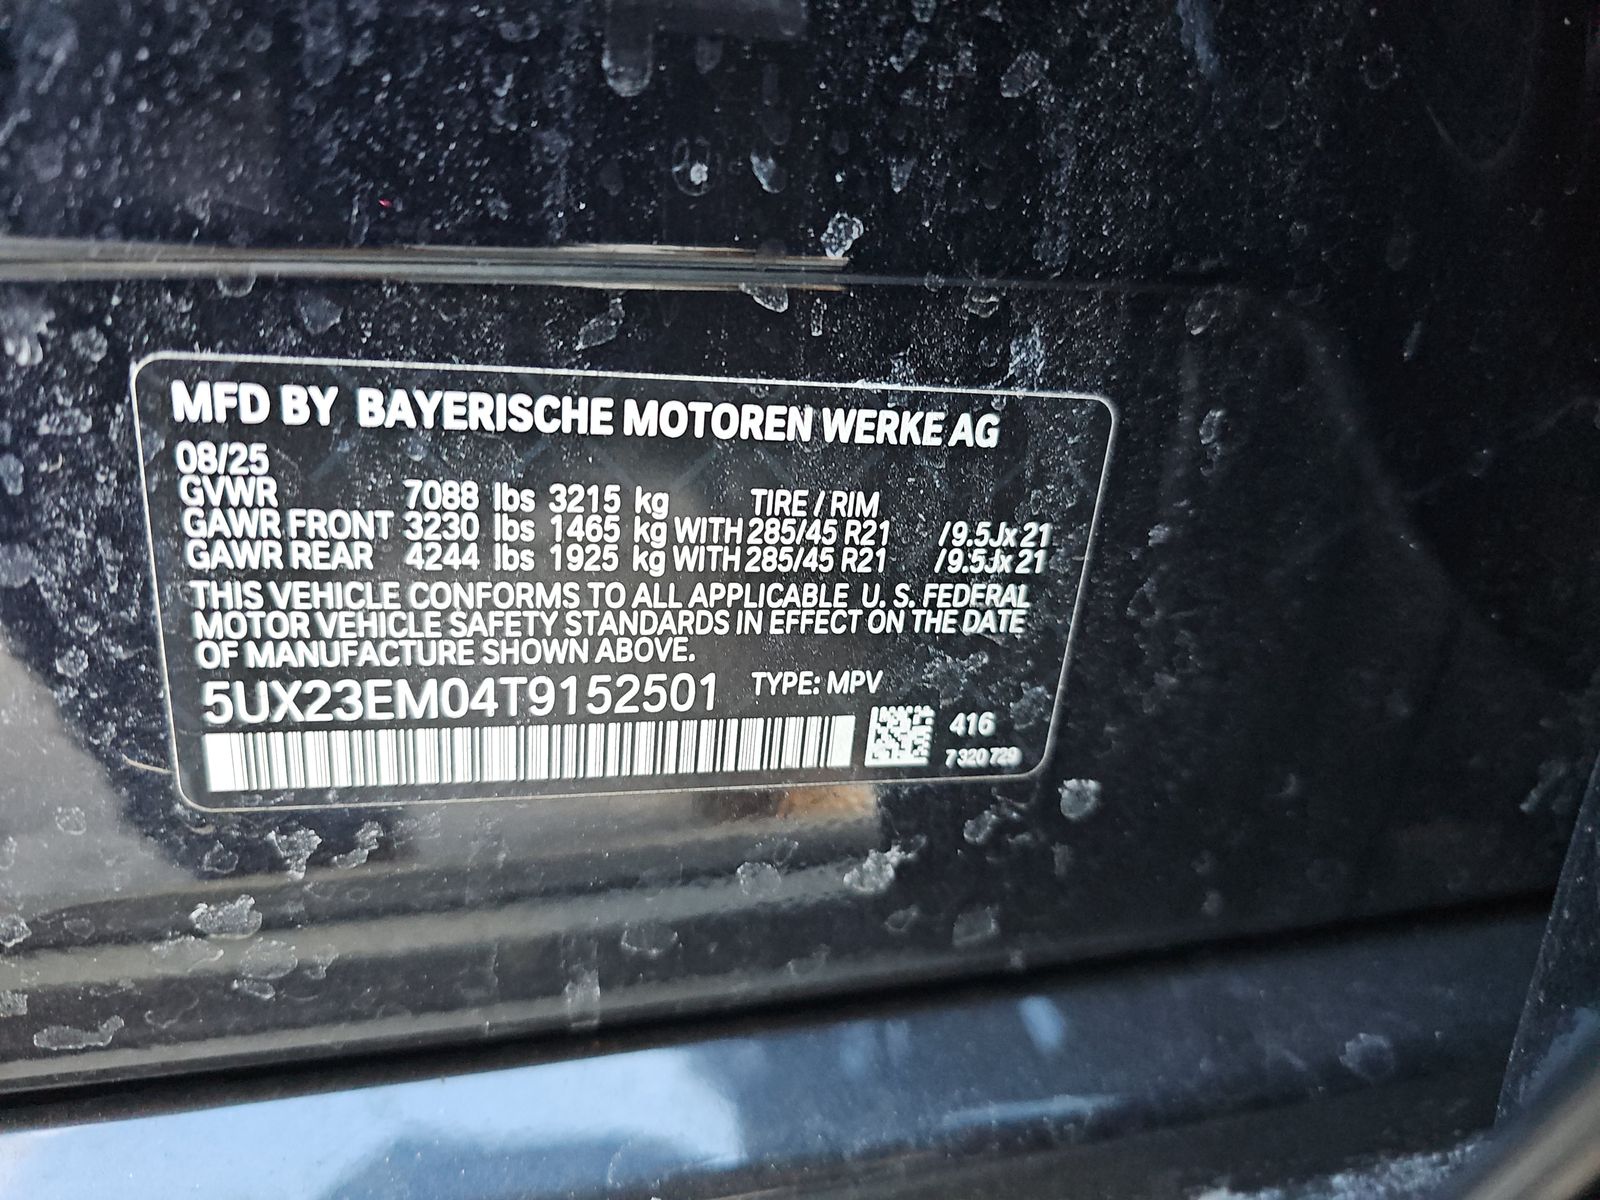 MFD BY BAYERISCHE MOTOREN WERKE AG
08/25
GVWR 7088 lbs 3215 kg TIRE / RIM
GAWR FRONT 3230 lbs 1465 kg WITH 285/45 R21 /9.5Jx21
GAWR REAR 4244 lbs 1925 kg WITH 285/45 R21 /9.5Jx21
THIS VEHICLE CONFORMS TO ALL APPLICABLE U. S. FEDERAL
MOTOR VEHICLE SAFETY STANDARDS IN EFFECT ON THE DATE
OF MANUFACTURE SHOWN ABOVE.
5UX23EM04T9152501 TYPE: MPV
416
7320729